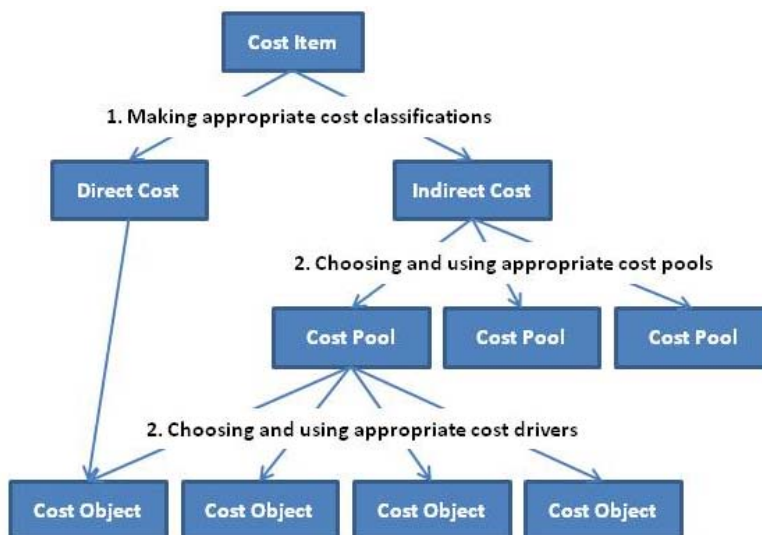 Cost Item
1. Making appropriate cost classifications
Direct Cost
Indirect Cost
2. Choosing and using appropriate cost pools
Cost Pool
Cost Pool
Cost Pool
2. Choosing and using appropriate cost drivers
Cost Object
Cost Object
Cost Object
Cost Object